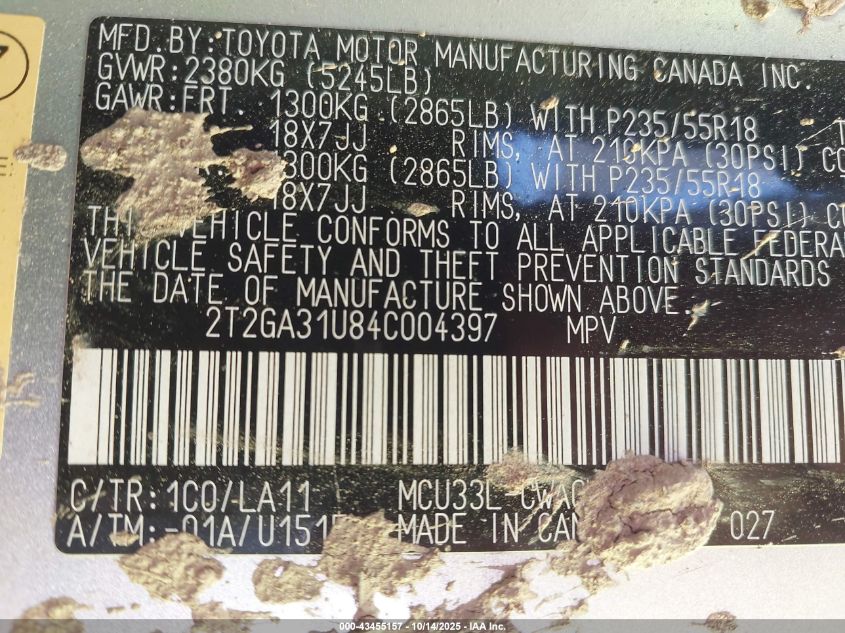 MFD.BY:TOYOTA MOTOR MANUFACTURING CANADA INC.
GVWR:2380KG (5245LB)
GAWR:FRT. 1300KG (2865LB) WITH P235/55R18
18X7JJ RIMS, AT 210KPA (30PSI)
300KG (2865LB) WITH P235/55R18
18X7JJ RIMS, AT 210KPA (30PSI)
VEHICLE CONFORMS TO ALL APPLICABLE
VEHICLE SAFETY AND THEFT PREVENTION STANDARDS
THE DATE OF MANUFACTURE SHOWN ABOVE.
2T2GA31U84C004397 MPV
C/TR:1C0/LA11 MCU33L
A/TM:-01A/U151 MADE IN 027
000-43455157 - 10/14/2025 - IAA Inc.